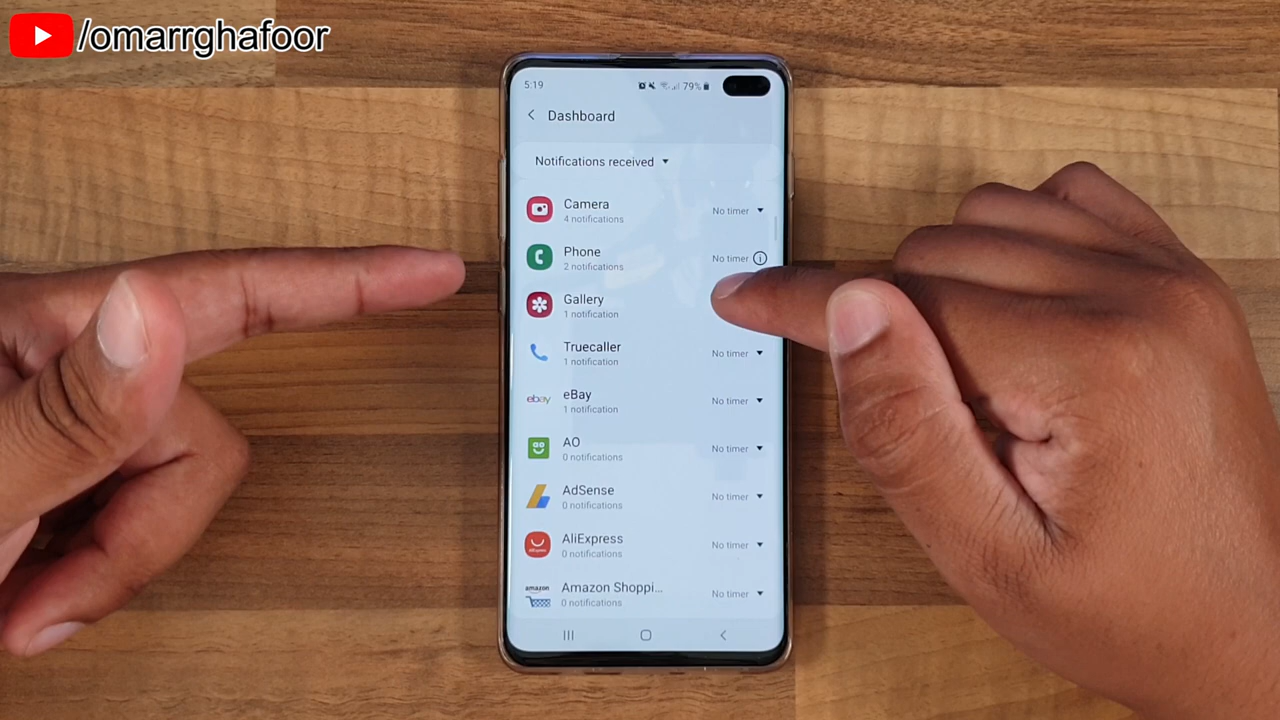 /omarrghafoor
5:19
79%
Dashboard
Notifications received
Camera
4 notifications
No timer
Phone
2 notifications
No timer
Gallery
1 notification
Truecaller
1 notification
No timer
ebay
eBay
1 notification
No timer
AO
0 notifications
No timer
AdSense
0 notifications
No timer
AliExpress
AliExpress
0 notifications
No timer
amazon
Amazon Shoppi...
0 notifications
No timer